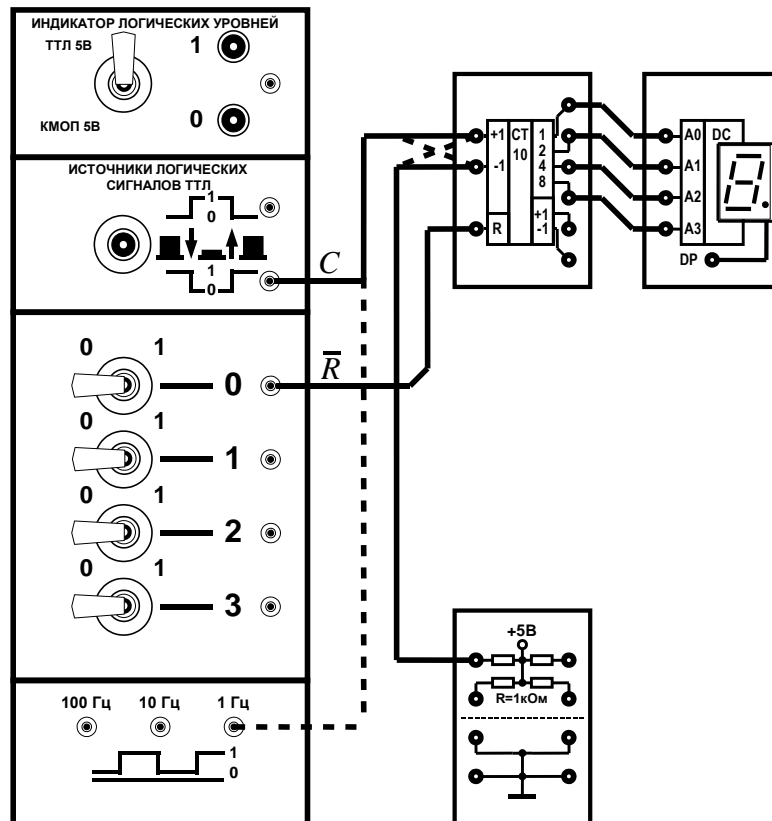 ИНДИКАТОР ЛОГИЧЕСКИХ УРОВНЕЙ
ТТЛ 5В
1
КМОП 5В
0
ИСТОЧНИКИ ЛОГИЧЕСКИХ
СИГНАЛОВ ТТЛ
1
0
1
0
C
0 1
0
R̅
0 1
1
0 1
2
0 1
3
100 Гц 10 Гц 1 Гц
1
0
+1 CT 1
10 2
-1 4
8
+1
R -1
A0 DC
A1
A2
A3
DP
+5В
R=1кОм